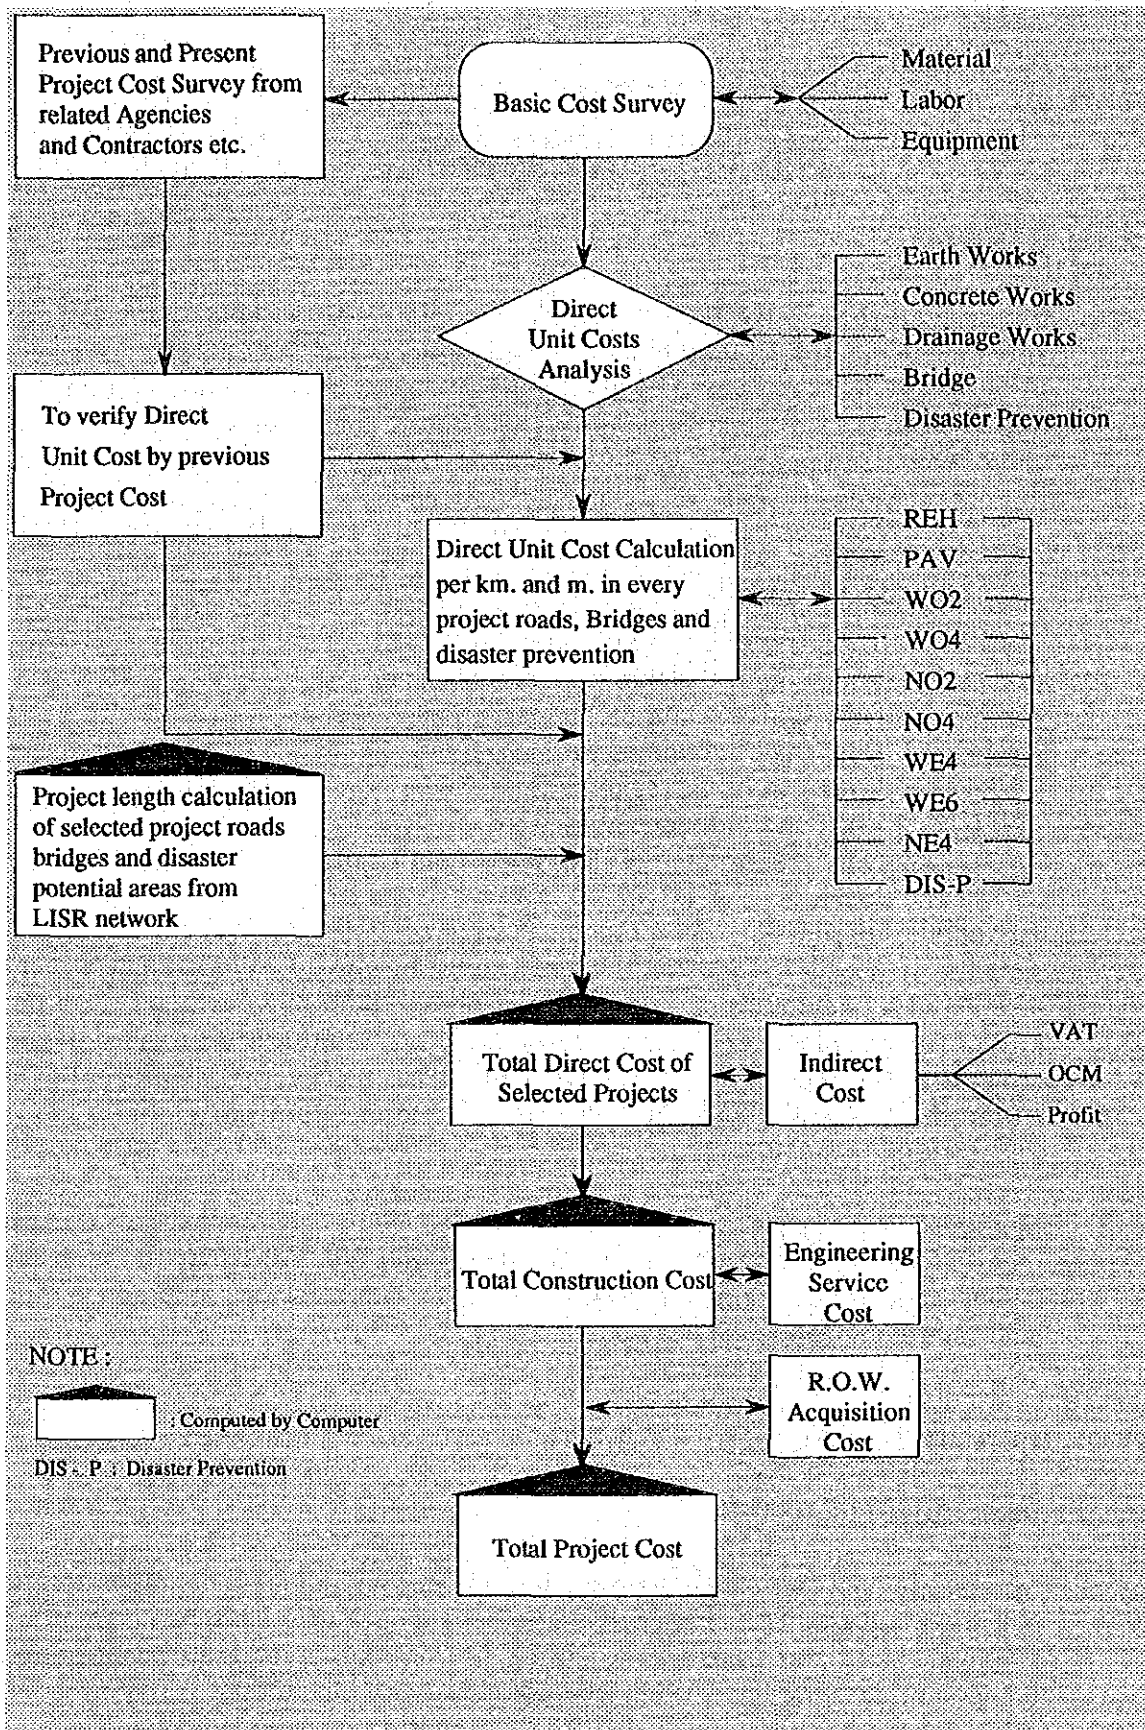 Previous and Present
Project Cost Survey from
related Agencies
and Contractors etc.
Basic Cost Survey
Material
Labor
Equipment
Direct
Unit Costs
Analysis
Earth Works
Concrete Works
Drainage Works
Bridge
Disaster Prevention
To verify Direct
Unit Cost by previous
Project Cost
Direct Unit Cost Calculation
per km. and m. in every
project roads, Bridges and
disaster prevention
REH
PAV
WO2
WO4
NO2
NO4
WE4
WE6
NE4
DIS-P
Project length calculation
of selected project roads
bridges and disaster
potential areas from
LISR network
Total Direct Cost of
Selected Projects
Indirect
Cost
VAT
OCM
Profit
Total Construction Cost
Engineering
Service
Cost
R.O.W.
Acquisition
Cost
Total Project Cost
NOTE :
: Computed by Computer
DIS - P : Disaster Prevention